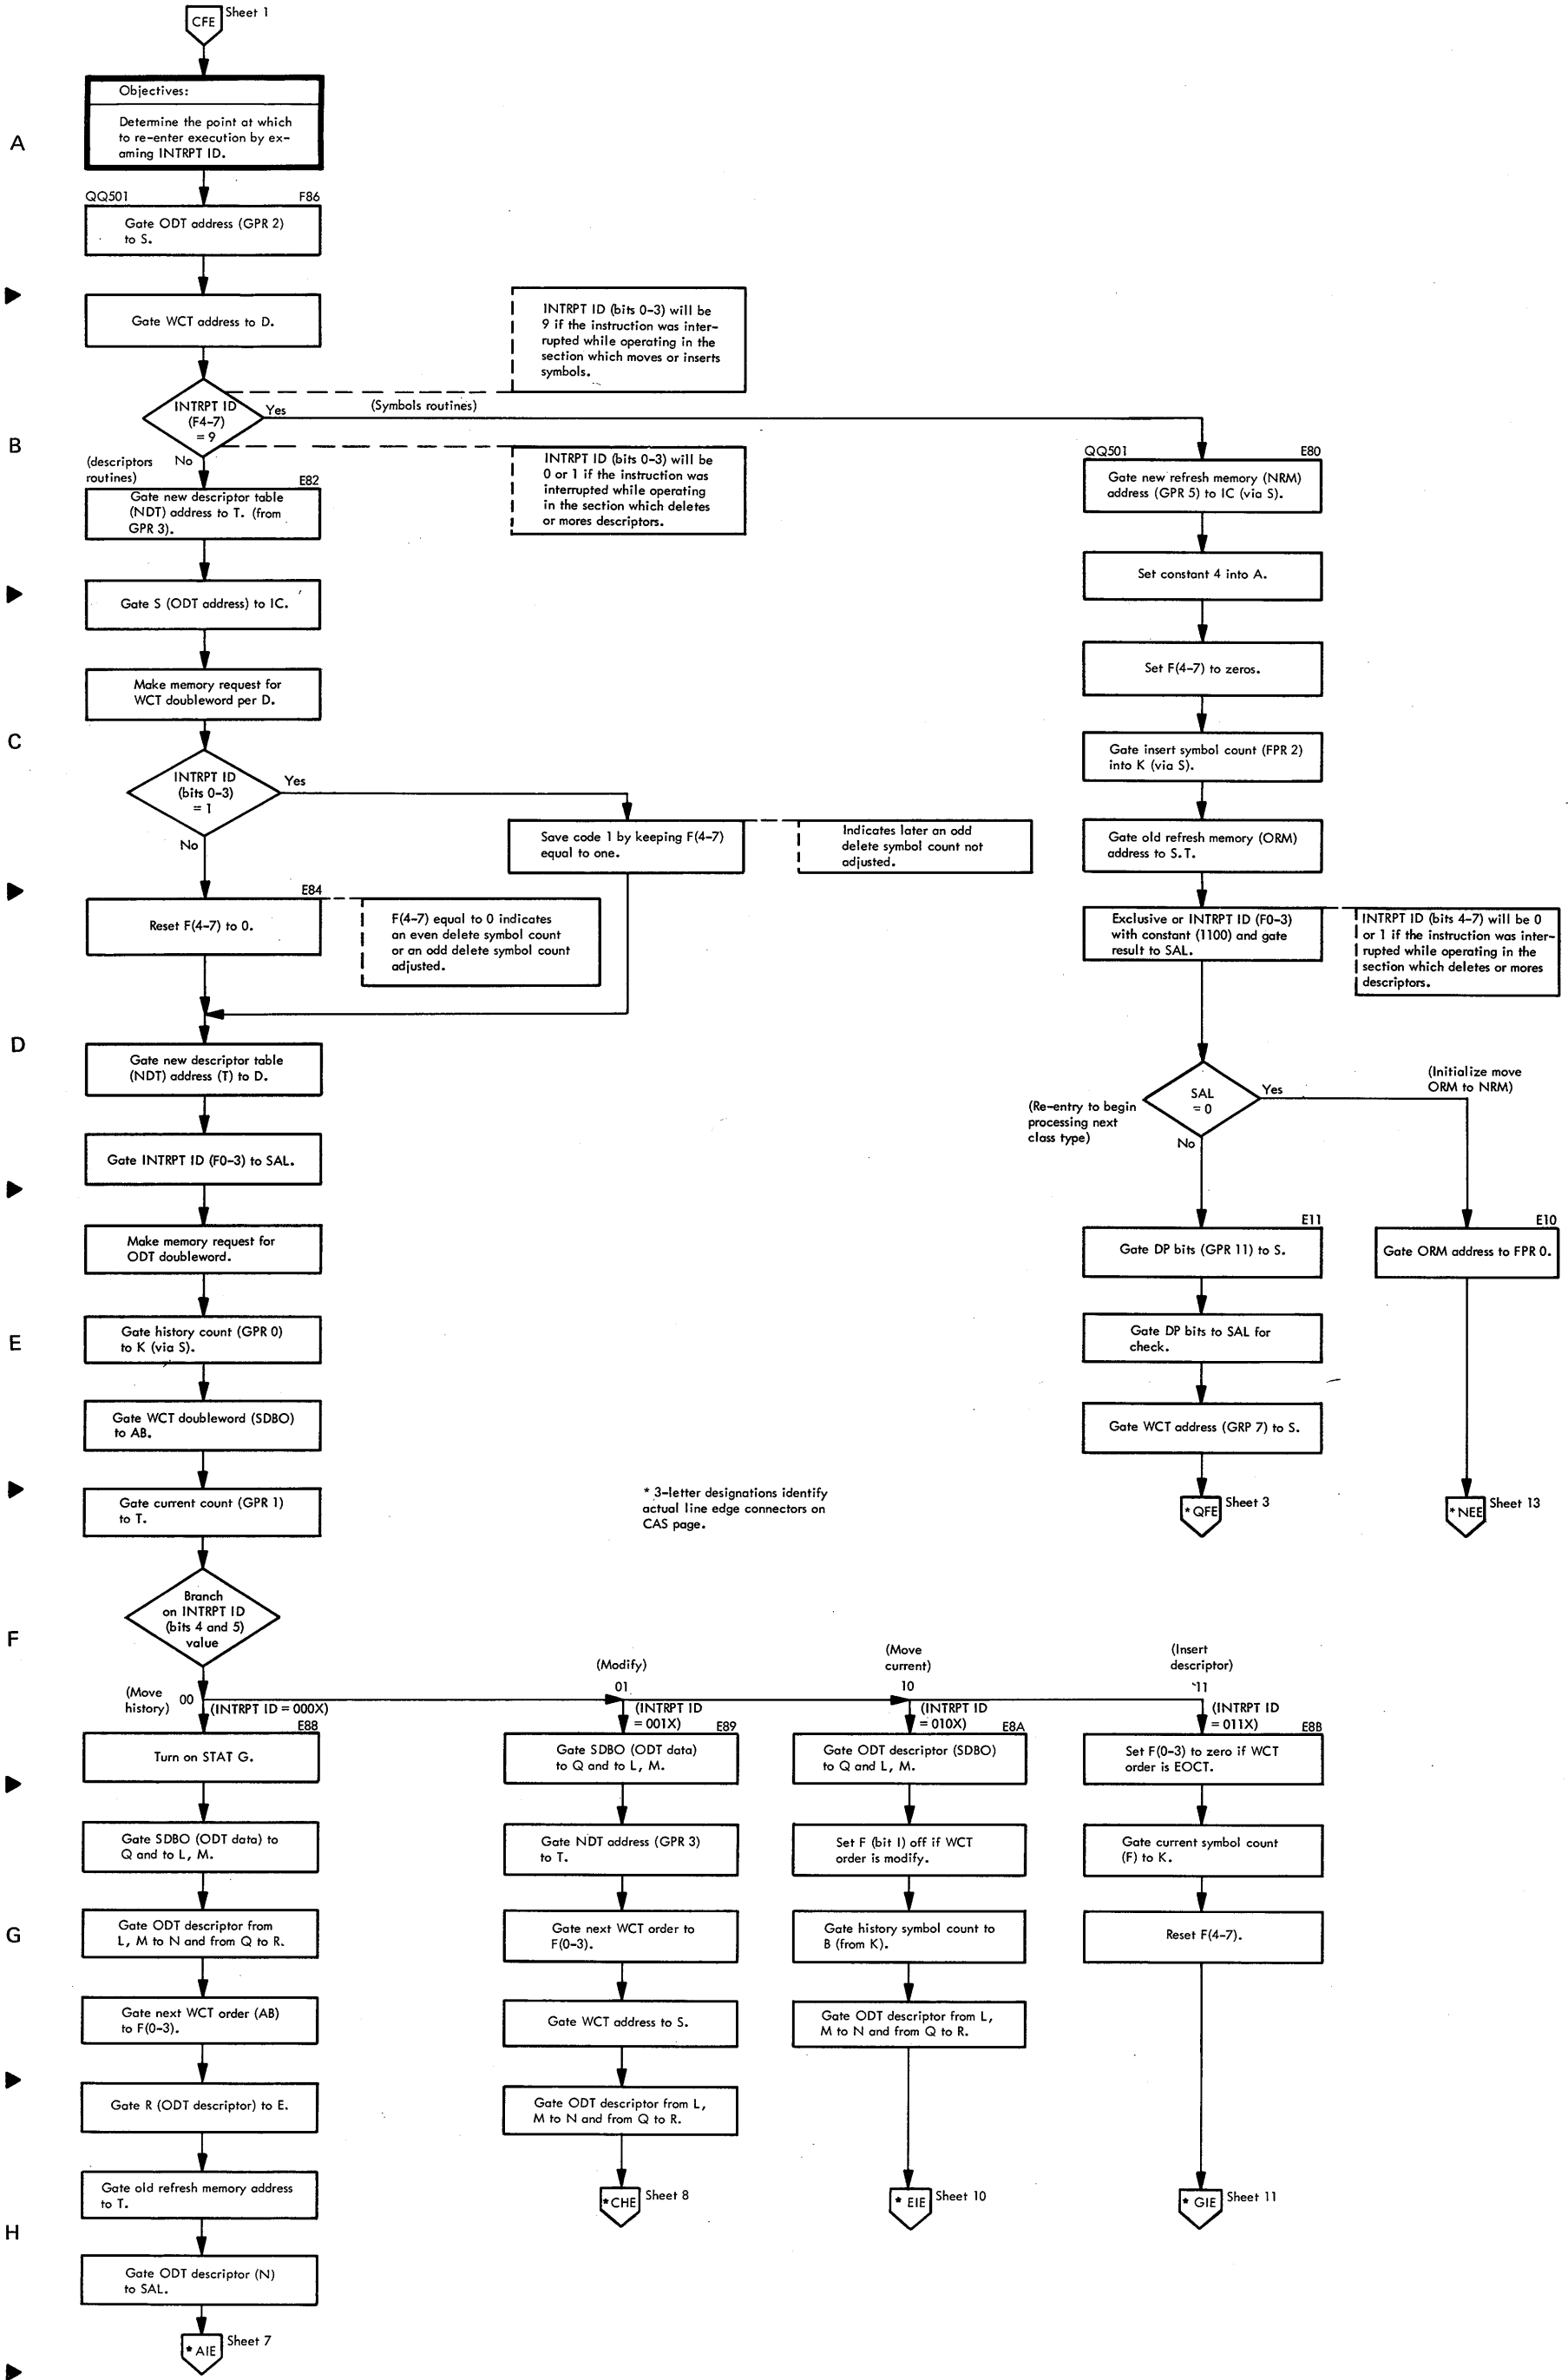 CFE
Sheet 1
Objectives:
Determine the point at which
to re-enter execution by ex-
aming INTRPT ID.
A
QQ501
F86
Gate ODT address (GPR 2)
to S.
Gate WCT address to D.
INTRPT ID (bits 0-3) will be
9 if the instruction was inter-
rupted while operating in the
section which moves or inserts
symbols.
INTRPT ID
(F4-7)
= 9
Yes
(Symbols routines)
B
No
(descriptors
routines)
E82
INTRPT ID (bits 0-3) will be
0 or 1 if the instruction was
interrupted while operating
in the section which deletes
or mores descriptors.
Gate new descriptor table
(NDT) address to T. (from
GPR 3).
Gate S (ODT address) to IC.
Make memory request for
WCT doubleword per D.
C
INTRPT ID
(bits 0-3)
= 1
Yes
No
Save code 1 by keeping F(4-7)
equal to one.
Indicates later an odd
delete symbol count not
adjusted.
E84
Reset F(4-7) to 0.
F(4-7) equal to 0 indicates
an even delete symbol count
or an odd delete symbol count
adjusted.
D
Gate new descriptor table
(NDT) address (T) to D.
Gate INTRPT ID (F0-3) to SAL.
Make memory request for
ODT doubleword.
E
Gate history count (GPR 0)
to K (via S).
Gate WCT doubleword (SDBO)
to AB.
Gate current count (GPR 1)
to T.
QQ501
E80
Gate new refresh memory (NRM)
address (GPR 5) to IC (via S).
Set constant 4 into A.
Set F(4-7) to zeros.
Gate insert symbol count (FPR 2)
into K (via S).
Gate old refresh memory (ORM)
address to S.T.
Exclusive or INTRPT ID (F0-3)
with constant (1100) and gate
result to SAL.
INTRPT ID (bits 4-7) will be 0
or 1 if the instruction was inter-
rupted while operating in the
section which deletes or mores
descriptors.
SAL
= 0
Yes
(Initialize move
ORM to NRM)
(Re-entry to begin
processing next
class type)
No
E11
Gate DP bits (GPR 11) to S.
E10
Gate ORM address to FPR 0.
Gate DP bits to SAL for
check.
Gate WCT address (GRP 7) to S.
* QFE
Sheet 3
* NEE
Sheet 13
* 3-letter designations identify
actual line edge connectors on
CAS page.
Branch
on INTRPT ID
(bits 4 and 5)
value
F
(Move
history)
00
(INTRPT ID = 000X)
E88
(Modify)
01
(INTRPT ID
= 001X)
E89
(Move
current)
10
(INTRPT ID
= 010X)
E8A
(Insert
descriptor)
11
(INTRPT ID
= 011X)
E8B
Turn on STAT G.
Gate SDBO (ODT data) to
Q and to L, M.
G
Gate ODT descriptor from
L, M to N and from Q to R.
Gate next WCT order (AB)
to F(0-3).
Gate R (ODT descriptor) to E.
Gate old refresh memory address
to T.
H
Gate ODT descriptor (N)
to SAL.
* AIE
Sheet 7
Gate SDBO (ODT data)
to Q and to L, M.
Gate NDT address (GPR 3)
to T.
Gate next WCT order to
F(0-3).
Gate WCT address to S.
Gate ODT descriptor from L,
M to N and from Q to R.
* CHE
Sheet 8
Gate ODT descriptor (SDBO)
to Q and L, M.
Set F (bit I) off if WCT
order is modify.
Gate history symbol count to
B (from K).
Gate ODT descriptor from L,
M to N and from Q to R.
* EIE
Sheet 10
Set F(0-3) to zero if WCT
order is EOCT.
Gate current symbol count
(F) to K.
Reset F(4-7).
* GIE
Sheet 11